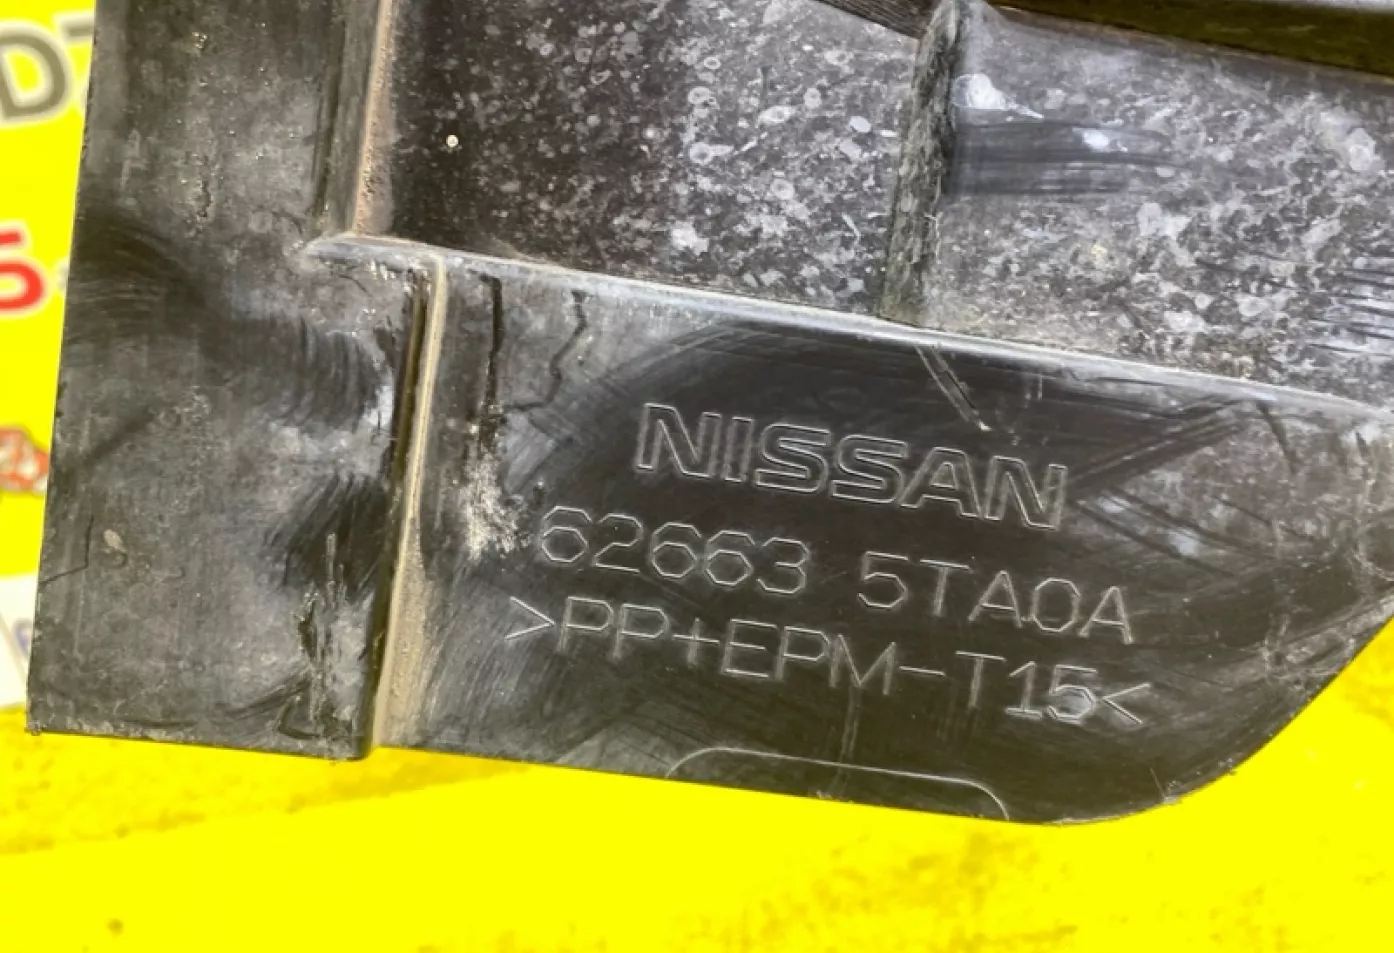 NISSAN
62663 5TA0A
>PP+EPM-T15<